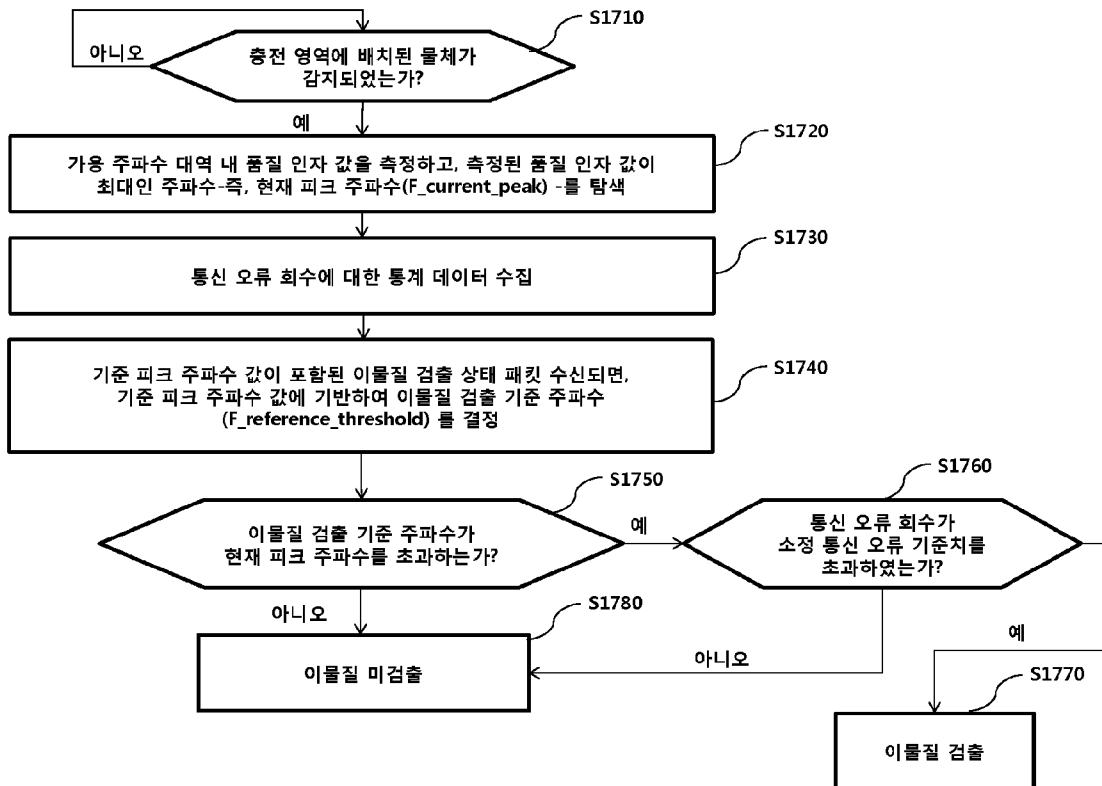 S1710
충전 영역에 배치된 물체가
감지되었는가?
아니오
예
S1720
가용 주파수 대역 내 품질 인자 값을 측정하고, 측정된 품질 인자 값이
최대인 주파수-즉, 현재 피크 주파수(F_current_peak) -를 탐색
S1730
통신 오류 회수에 대한 통계 데이터 수집
S1740
기준 피크 주파수 값이 포함된 이물질 검출 상태 패킷 수신되면,
기준 피크 주파수 값에 기반하여 이물질 검출 기준 주파수
(F_reference_threshold) 를 결정
S1750
이물질 검출 기준 주파수가
현재 피크 주파수를 초과하는가?
예
S1760
통신 오류 회수가
소정 통신 오류 기준치를
초과하였는가?
아니오
S1780
이물질 미검출
아니오
예
S1770
이물질 검출